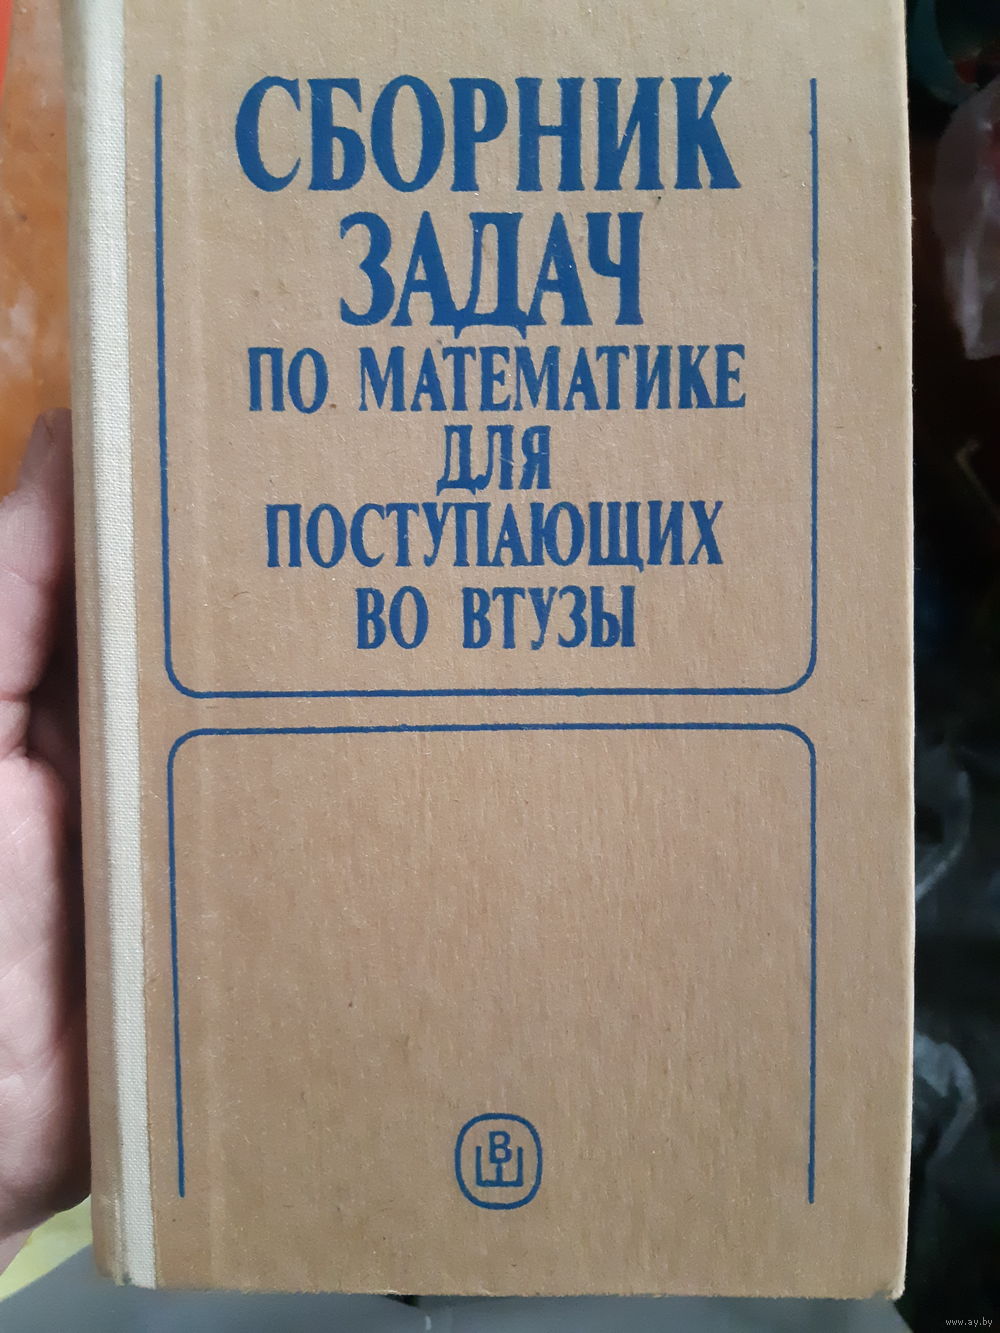 СБОРНИК
ЗАДАЧ
ПО МАТЕМАТИКЕ
ДЛЯ
ПОСТУПАЮЩИХ
ВО ВТУЗЫ
ВШ
www.ay.by